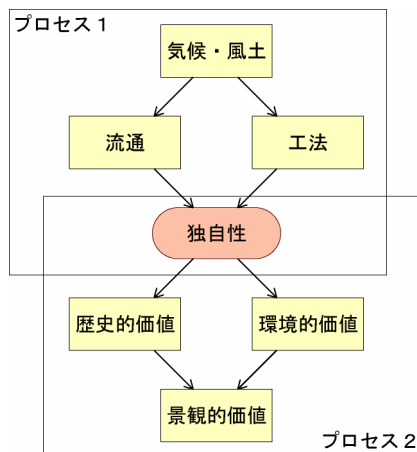 プロセス1
気候・風土
流通
工法
独自性
歴史的価値
環境的価値
景観的価値
プロセス2